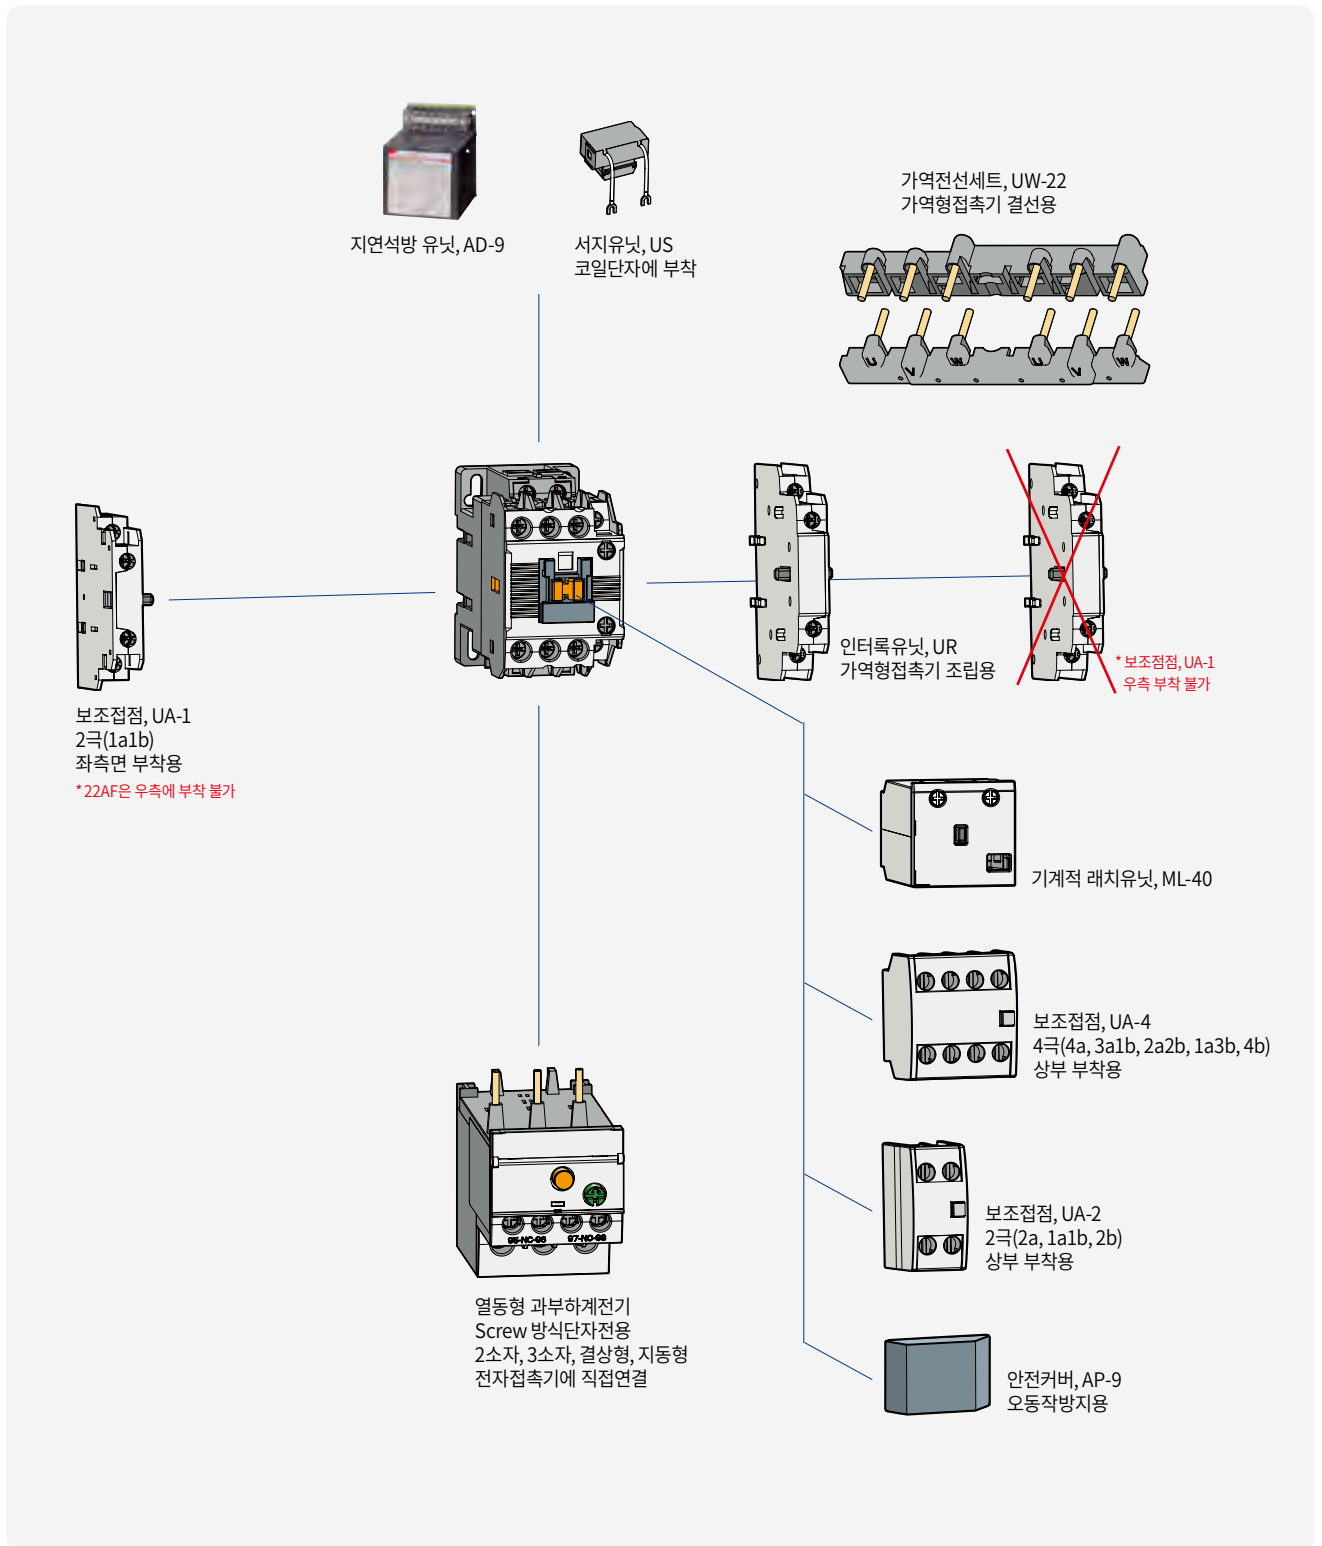 지연석방 유닛, AD-9
서지유닛, US
코일단자에 부착
가역전선세트, UW-22
가역형접촉기 결선용
U
V
W
U
V
W
인터록유닛, UR
가역형접촉기 조립용
* 보조점점, UA-1
우측 부착 불가
보조접점, UA-1
2극(1a1b)
좌측면 부착용
* 22AF은 우측에 부착 불가
기계적 래치유닛, ML-40
보조접점, UA-4
4극(4a, 3a1b, 2a2b, 1a3b, 4b)
상부 부착용
95-NC-96 97-NO-98
보조접점, UA-2
2극(2a, 1a1b, 2b)
상부 부착용
열동형 과부하계전기
Screw 방식단자전용
2소자, 3소자, 결상형, 지동형
전자접촉기에 직접연결
안전커버, AP-9
오동작방지용